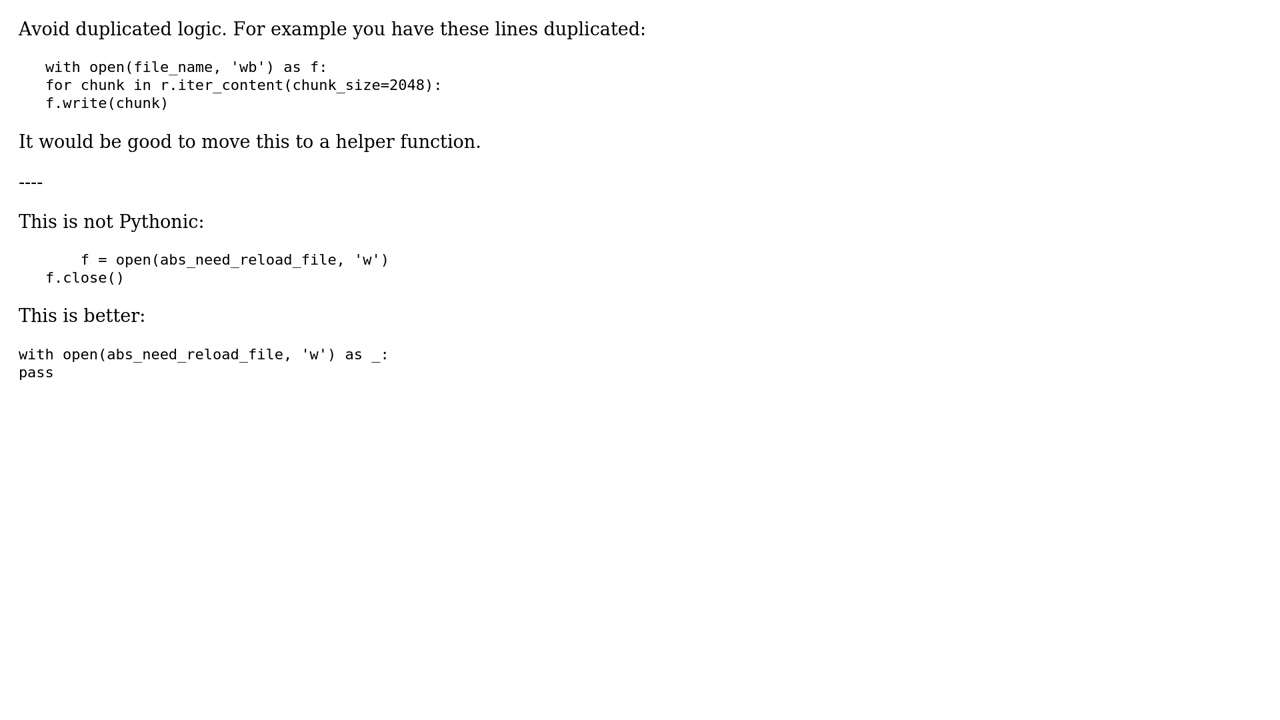 Avoid duplicated logic. For example you have these lines duplicated:
with open(file_name, 'wb') as f:
for chunk in r.iter_content(chunk_size=2048):
f.write(chunk)
It would be good to move this to a helper function.
----
This is not Pythonic:
f = open(abs_need_reload_file, 'w')
f.close()
This is better:
with open(abs_need_reload_file, 'w') as _:
pass